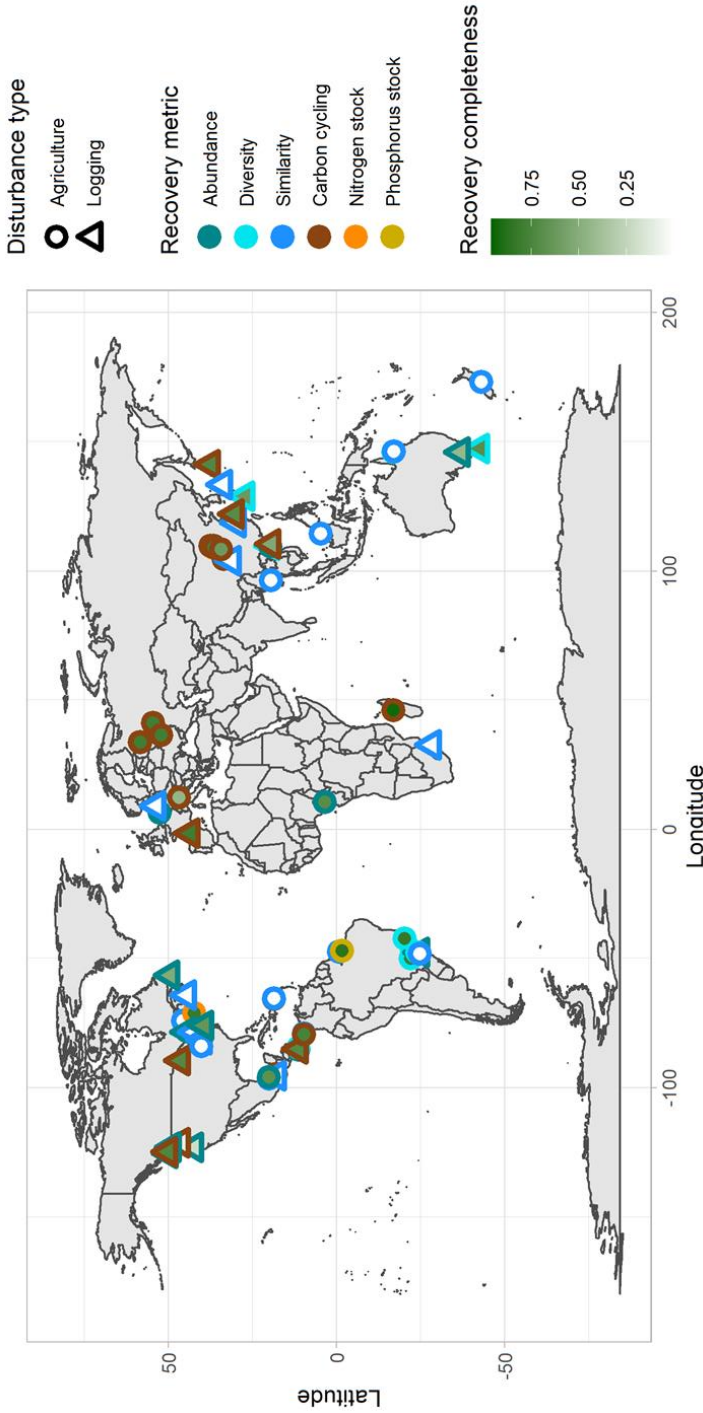 Disturbance type
Agriculture
Logging
Recovery metric
Abundance
Diversity
Similarity
Carbon cycling
Nitrogen stock
Phosphorus stock
Recovery completeness
0.75
0.50
0.25
Latitude
50
0
-50
-100
0
100
200
Longitude